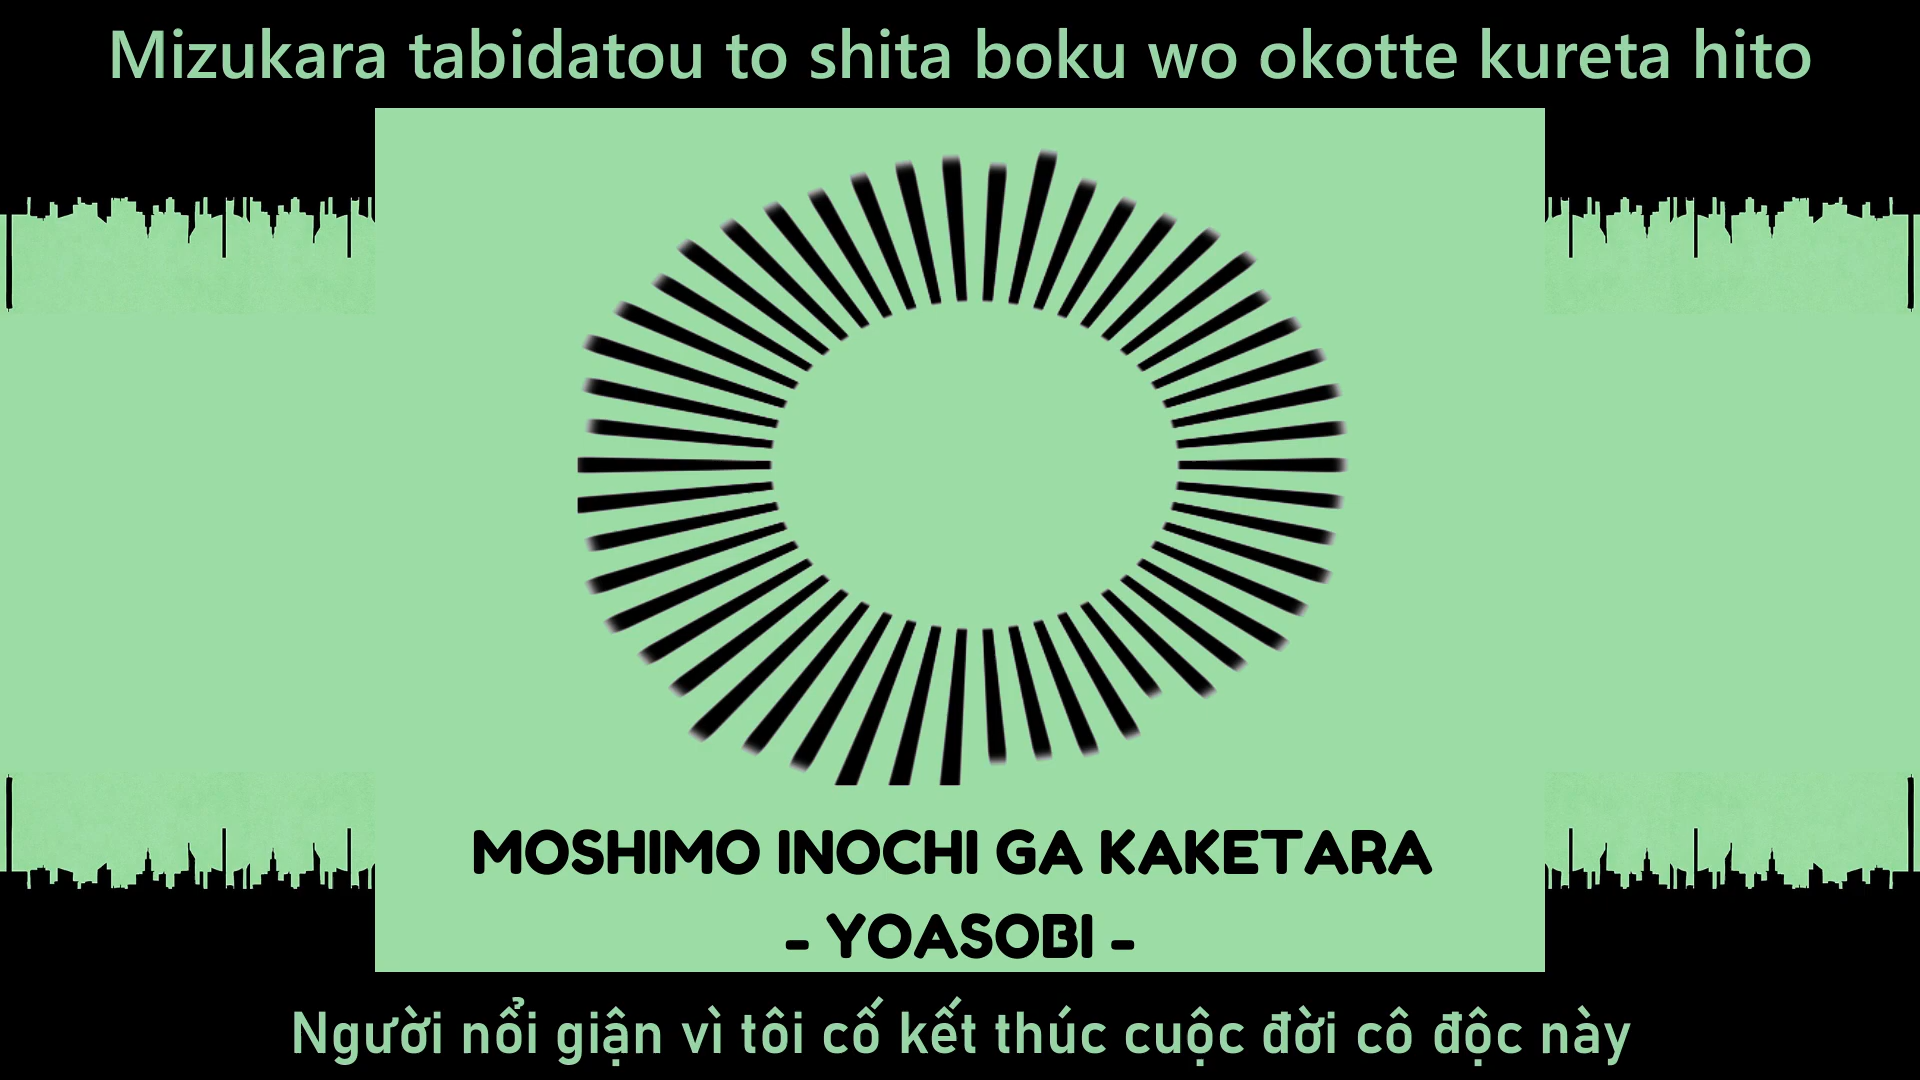 Mizukara tabidatou to shita boku wo okotte kureta hito
MOSHIMO INOCHI GA KAKETARA
- YOASOBI -
Người nổi giận vì tôi cố kết thúc cuộc đời cô độc này